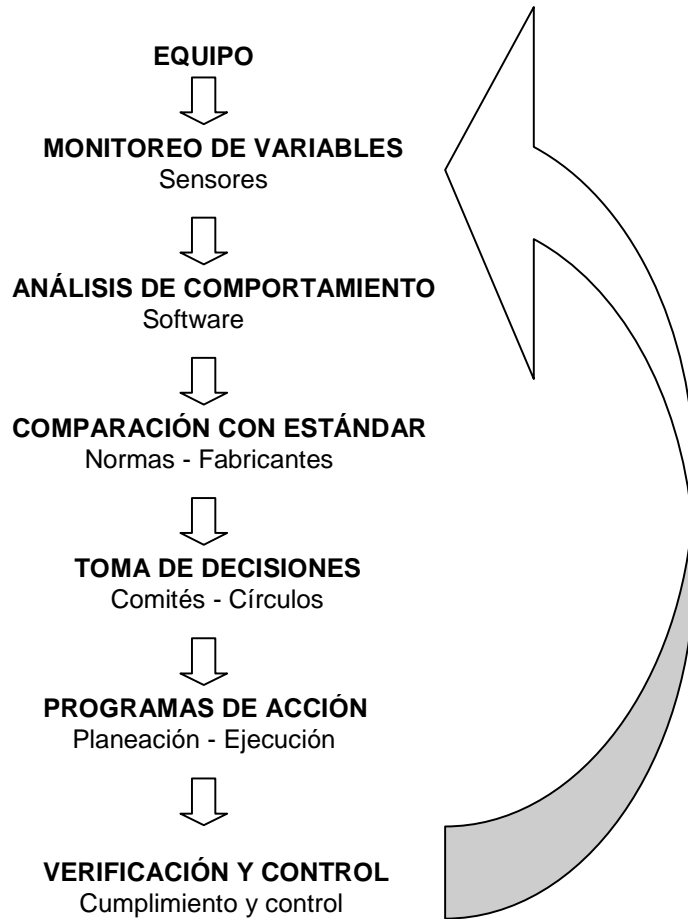 EQUIPO
MONITOREO DE VARIABLES
Sensores
ANÁLISIS DE COMPORTAMIENTO
Software
COMPARACIÓN CON ESTÁNDAR
Normas - Fabricantes
TOMA DE DECISIONES
Comités - Círculos
PROGRAMAS DE ACCIÓN
Planeación - Ejecución
VERIFICACIÓN Y CONTROL
Cumplimiento y control